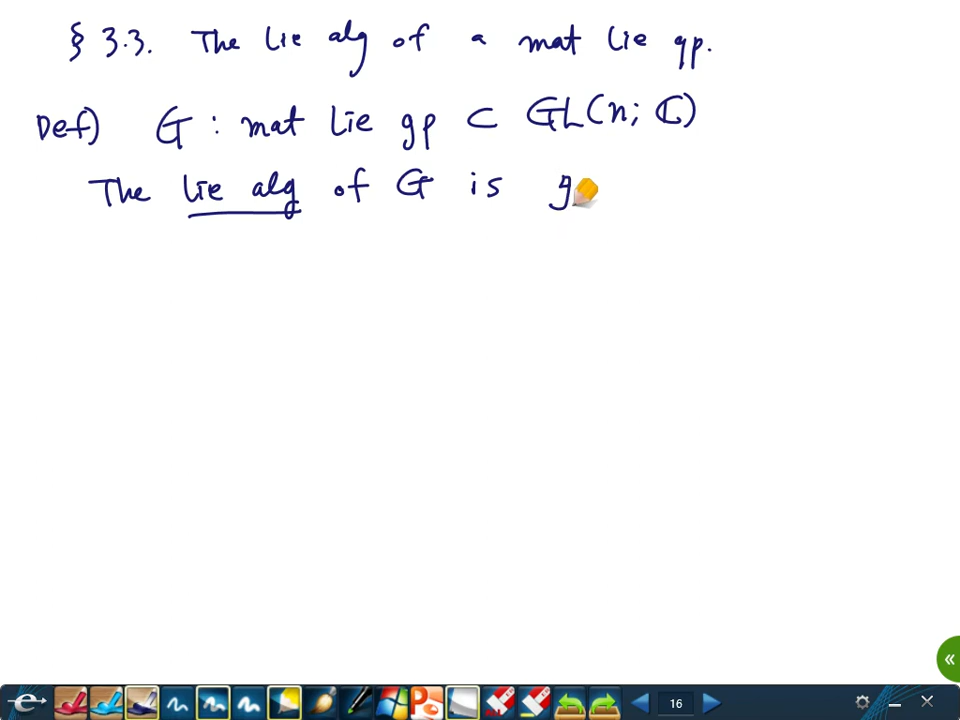 § 3.3. The Lie alg of a mat Lie gp.
Def) G : mat Lie gp ⊂ GL(n; ℂ)
The Lie alg of G is g
16